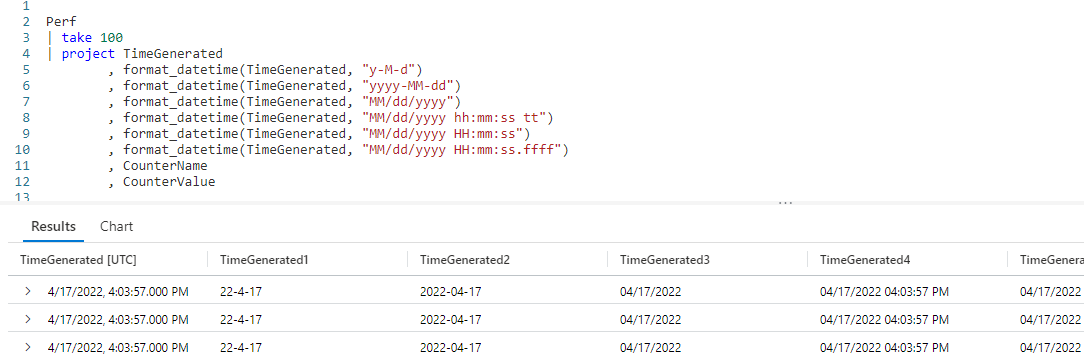 1
2 Perf
3 | take 100
4 | project TimeGenerated
5 , format_datetime(TimeGenerated, "y-M-d")
6 , format_datetime(TimeGenerated, "yyyy-MM-dd")
7 , format_datetime(TimeGenerated, "MM/dd/yyyy")
8 , format_datetime(TimeGenerated, "MM/dd/yyyy hh:mm:ss tt")
9 , format_datetime(TimeGenerated, "MM/dd/yyyy HH:mm:ss")
10 , format_datetime(TimeGenerated, "MM/dd/yyyy HH:mm:ss.ffff")
11 , CounterName
12 , CounterValue
13
...
Results Chart
TimeGenerated [UTC] TimeGenerated1 TimeGenerated2 TimeGenerated3 TimeGenerated4 TimeGenera
> 4/17/2022, 4:03:57.000 PM 22-4-17 2022-04-17 04/17/2022 04/17/2022 04:03:57 PM 04/17/2022
> 4/17/2022, 4:03:57.000 PM 22-4-17 2022-04-17 04/17/2022 04/17/2022 04:03:57 PM 04/17/2022
> 4/17/2022, 4:03:57.000 PM 22-4-17 2022-04-17 04/17/2022 04/17/2022 04:03:57 PM 04/17/2022